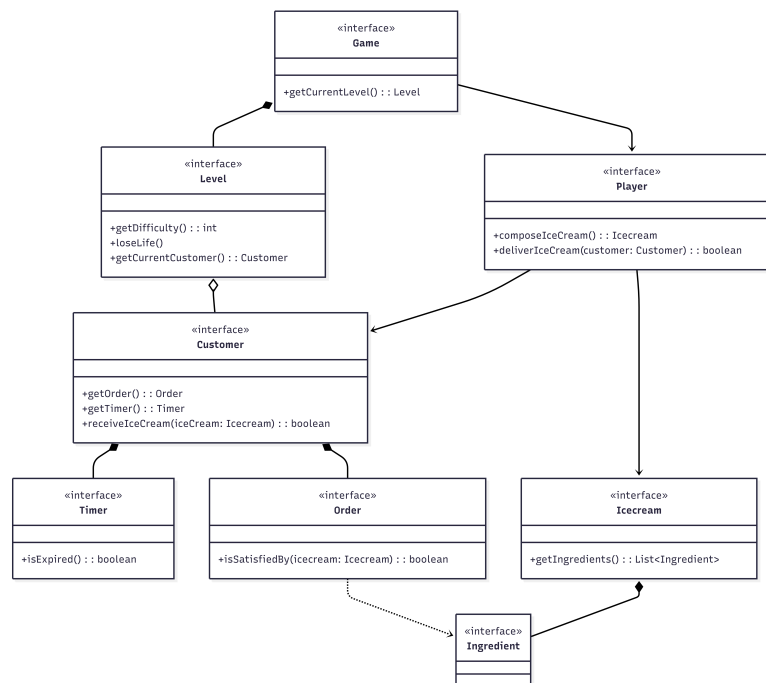 «interface»
Game
+getCurrentLevel() : : Level
«interface»
Level
+getDifficulty() : : int
+loseLife()
+getCurrentCustomer() : : Customer
«interface»
Player
+composeIceCream() : : Icecream
+deliverIceCream(customer: Customer) : : boolean
«interface»
Customer
+getOrder() : : Order
+getTimer() : : Timer
+receiveIceCream(iceCream: Icecream) : : boolean
«interface»
Timer
+isExpired() : : boolean
«interface»
Order
+isSatisfiedBy(icecream: Icecream) : : boolean
«interface»
Icecream
+getIngredients() : : List<Ingredient>
«interface»
Ingredient